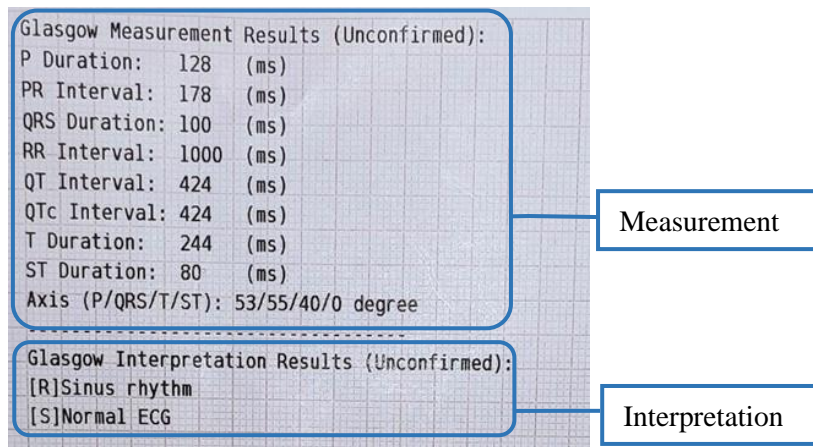 Glasgow Measurement Results (Unconfirmed):
P Duration: 128 (ms)
PR Interval: 178 (ms)
QRS Duration: 100 (ms)
RR Interval: 1000 (ms)
QT Interval: 424 (ms)
QTc Interval: 424 (ms)
T Duration: 244 (ms)
ST Duration: 80 (ms)
Axis (P/QRS/T/ST): 53/55/40/0 degree
-----------------------------------
Glasgow Interpretation Results (Unconfirmed):
[R]Sinus rhythm
[S]Normal ECG
Measurement
Interpretation